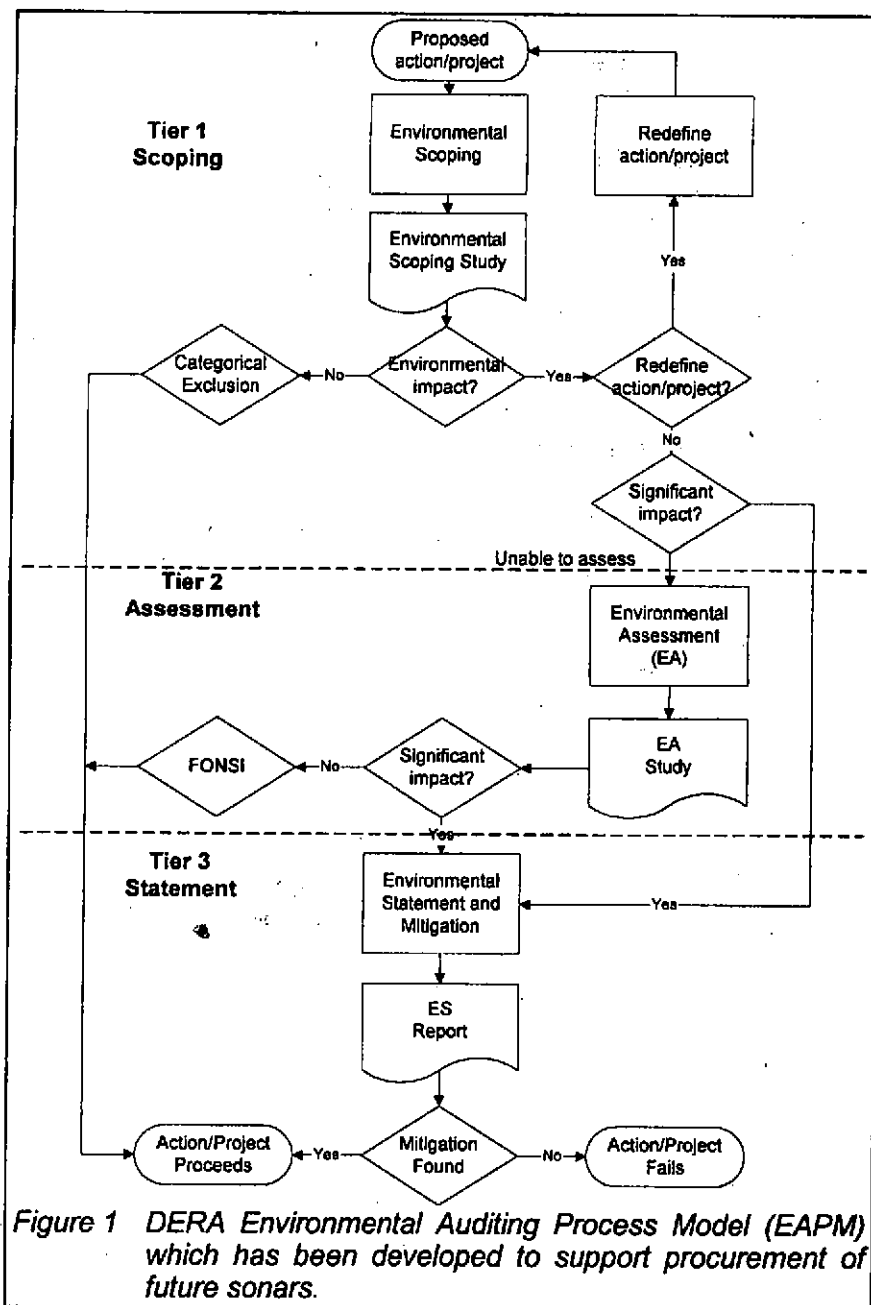 Proposed
action/project
Tier 1
Scoping
Environmental
Scoping
Redefine
action/project
Environmental
Scoping Study
Yes
Categorical
Exclusion
No
Environmental
impact?
Yes
Redefine
action/project?
No
Significant
impact?
Unable to assess
Tier 2
Assessment
Environmental
Assessment
(EA)
FONSI
No
Significant
impact?
EA
Study
Yes
Tier 3
Statement
Environmental
Statement and
Mitigation
Yes
ES
Report
Action/Project
Proceeds
Yes
Mitigation
Found
No
Action/Project
Fails
Figure 1 DERA Environmental Auditing Process Model (EAPM)
which has been developed to support procurement of
future sonars.